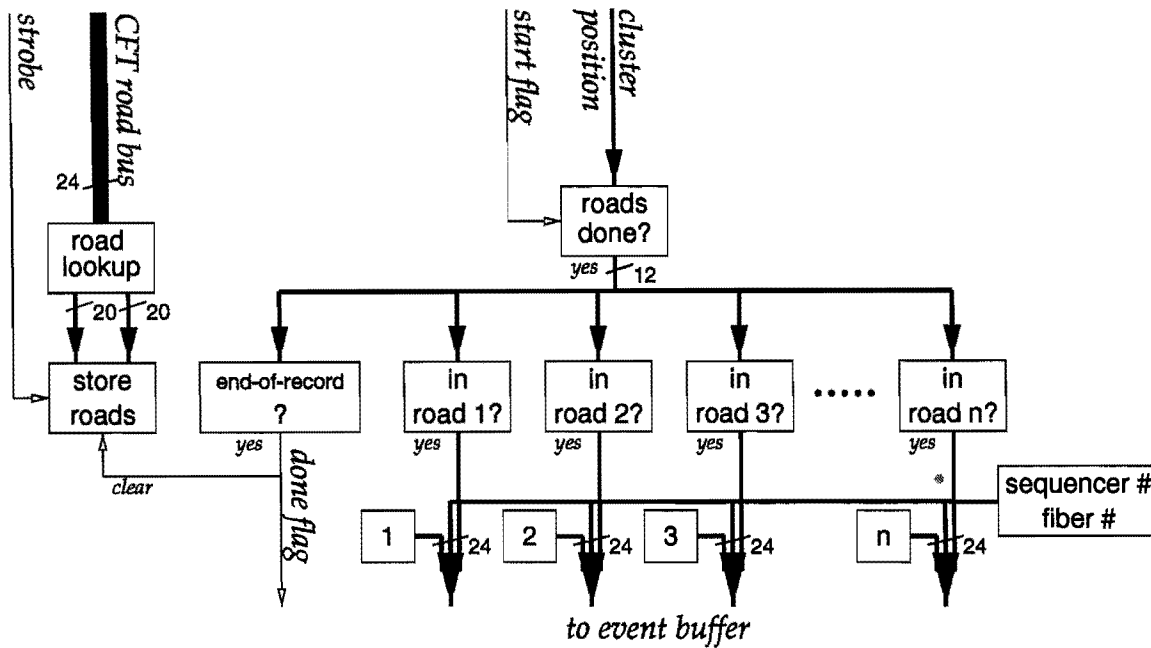 strobe
CFT road bus
24
road
lookup
20
20
store
roads
clear
start flag
cluster
position
roads
done?
yes
12
end-of-record
?
yes
done flag
in
road 1?
yes
in
road 2?
yes
in
road 3?
yes
.....
in
road n?
yes
sequencer #
fiber #
1
24
2
24
3
24
n
24
to event buffer